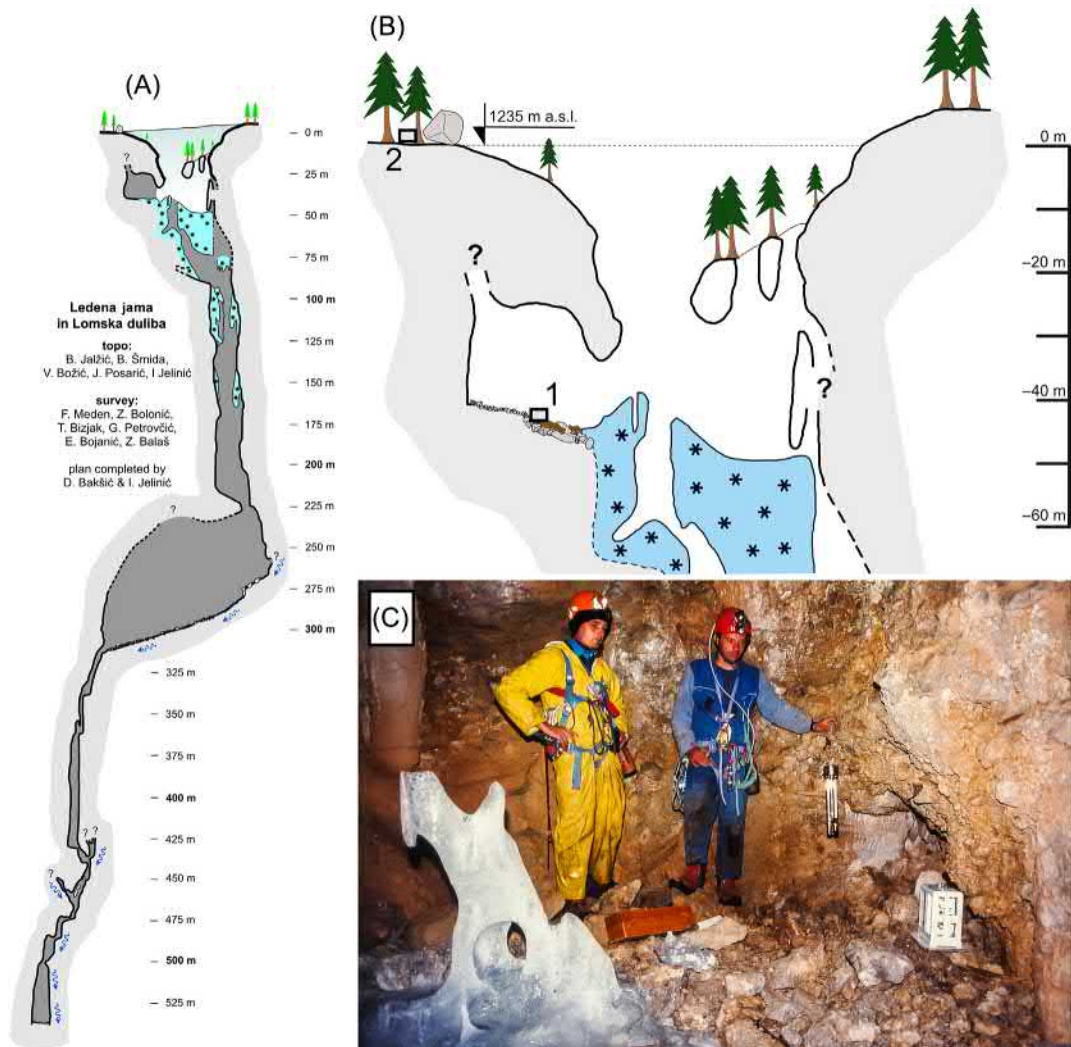 (A)
0 m
?
25 m
50 m
75 m
100 m
125 m
150 m
175 m
200 m
225 m
?
250 m
?
275 m
300 m
325 m
350 m
375 m
400 m
425 m
? ?
450 m
?
475 m
500 m
525 m
Ledena jama
in Lomska duliba
topo:
B. Jalžić, B. Šmida,
V. Božić, J. Posarić, I Jelinić
survey:
F. Meden, Z. Bolonić,
T. Bizjak, G. Petrovčić,
E. Bojanić, Z. Balaš
plan completed by
D. Bakšić & I. Jelinić
(B)
1235 m a.s.l.
2
0 m
?
–20 m
?
1
–40 m
–60 m
(C)